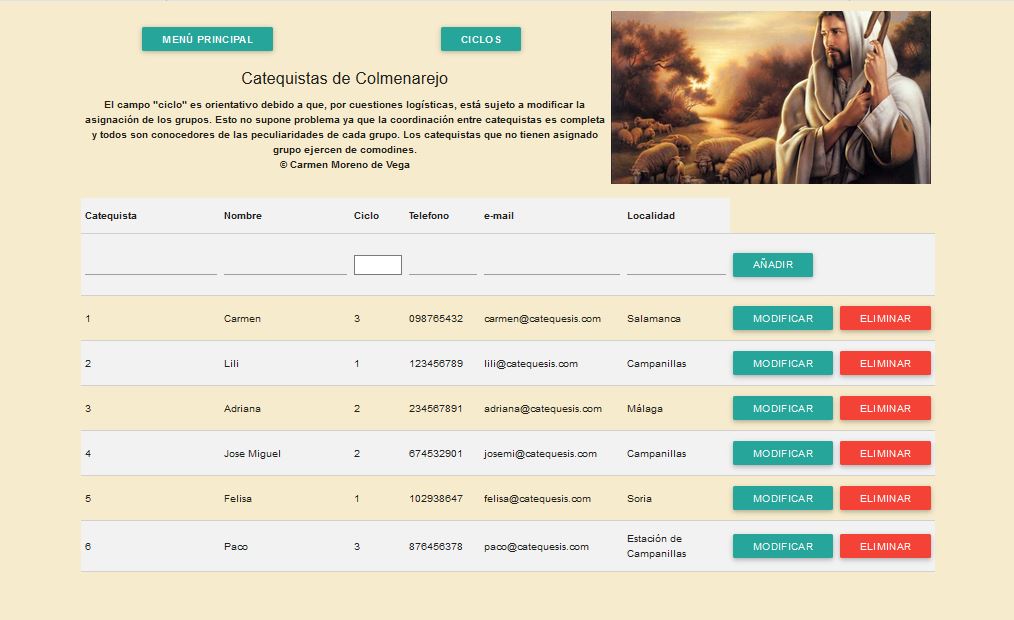 MENÚ PRINCIPAL CICLOS
Catequistas de Colmenarejo
El campo "ciclo" es orientativo debido a que, por cuestiones logísticas, está sujeto a modificar la
asignación de los grupos. Esto no supone problema ya que la coordinación entre catequistas es completa
y todos son conocedores de las peculiaridades de cada grupo. Los catequistas que no tienen asignado
grupo ejercen de comodines.
© Carmen Moreno de Vega
Catequista Nombre Ciclo Telefono e-mail Localidad
AÑADIR
1 Carmen 3 098765432 carmen@catequesis.com Salamanca MODIFICAR ELIMINAR
2 Lili 1 123456789 lili@catequesis.com Campanillas MODIFICAR ELIMINAR
3 Adriana 2 234567891 adriana@catequesis.com Málaga MODIFICAR ELIMINAR
4 Jose Miguel 2 674532901 josemi@catequesis.com Campanillas MODIFICAR ELIMINAR
5 Felisa 1 102938647 felisa@catequesis.com Soria MODIFICAR ELIMINAR
6 Paco 3 876456378 paco@catequesis.com Estación de
Campanillas MODIFICAR ELIMINAR